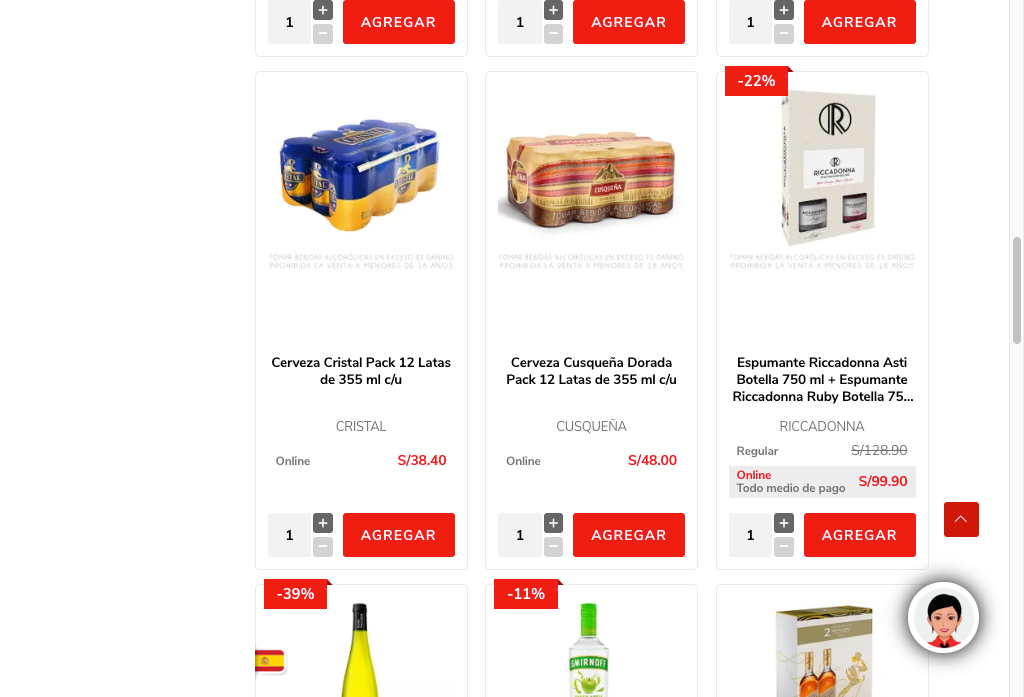 1 + −
AGREGAR
1 + −
AGREGAR
1 + −
AGREGAR
-22%
CRISTAL
CUSQUEÑA
RICCADONNA
TOMAR BEBIDAS ALCOHÓLICAS EN EXCESO ES DAÑINO
PROHIBIDA LA VENTA A MENORES DE 18 AÑOS
TOMAR BEBIDAS ALCOHÓLICAS EN EXCESO ES DAÑINO
PROHIBIDA LA VENTA A MENORES DE 18 AÑOS
TOMAR BEBIDAS ALCOHÓLICAS EN EXCESO ES DAÑINO
PROHIBIDA LA VENTA A MENORES DE 18 AÑOS
Cerveza Cristal Pack 12 Latas
de 355 ml c/u
CRISTAL
Online S/38.40
1 + −
AGREGAR
Cerveza Cusqueña Dorada
Pack 12 Latas de 355 ml c/u
CUSQUEÑA
Online S/48.00
1 + −
AGREGAR
Espumante Riccadonna Asti
Botella 750 ml + Espumante
Riccadonna Ruby Botella 75...
RICCADONNA
Regular S/128.90
Online
Todo medio de pago S/99.90
1 + −
AGREGAR
-39%
-11%
SMIRNOFF